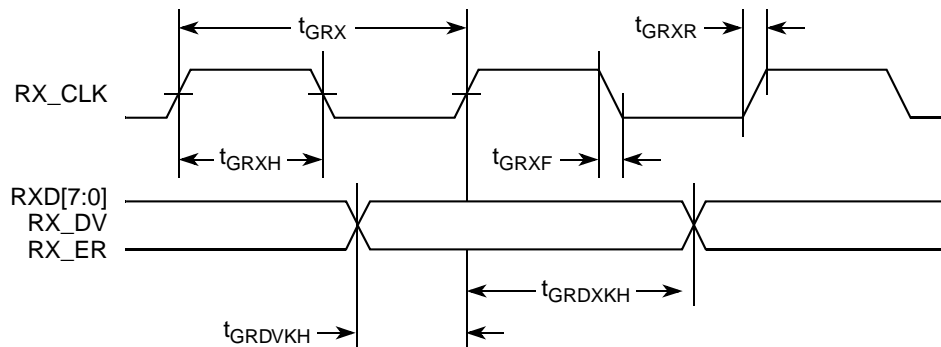 tGRX
tGRXR
RX_CLK
tGRXH
tGRXF
RXD[7:0]
RX_DV
RX_ER
tGRDXKH
tGRDVKH